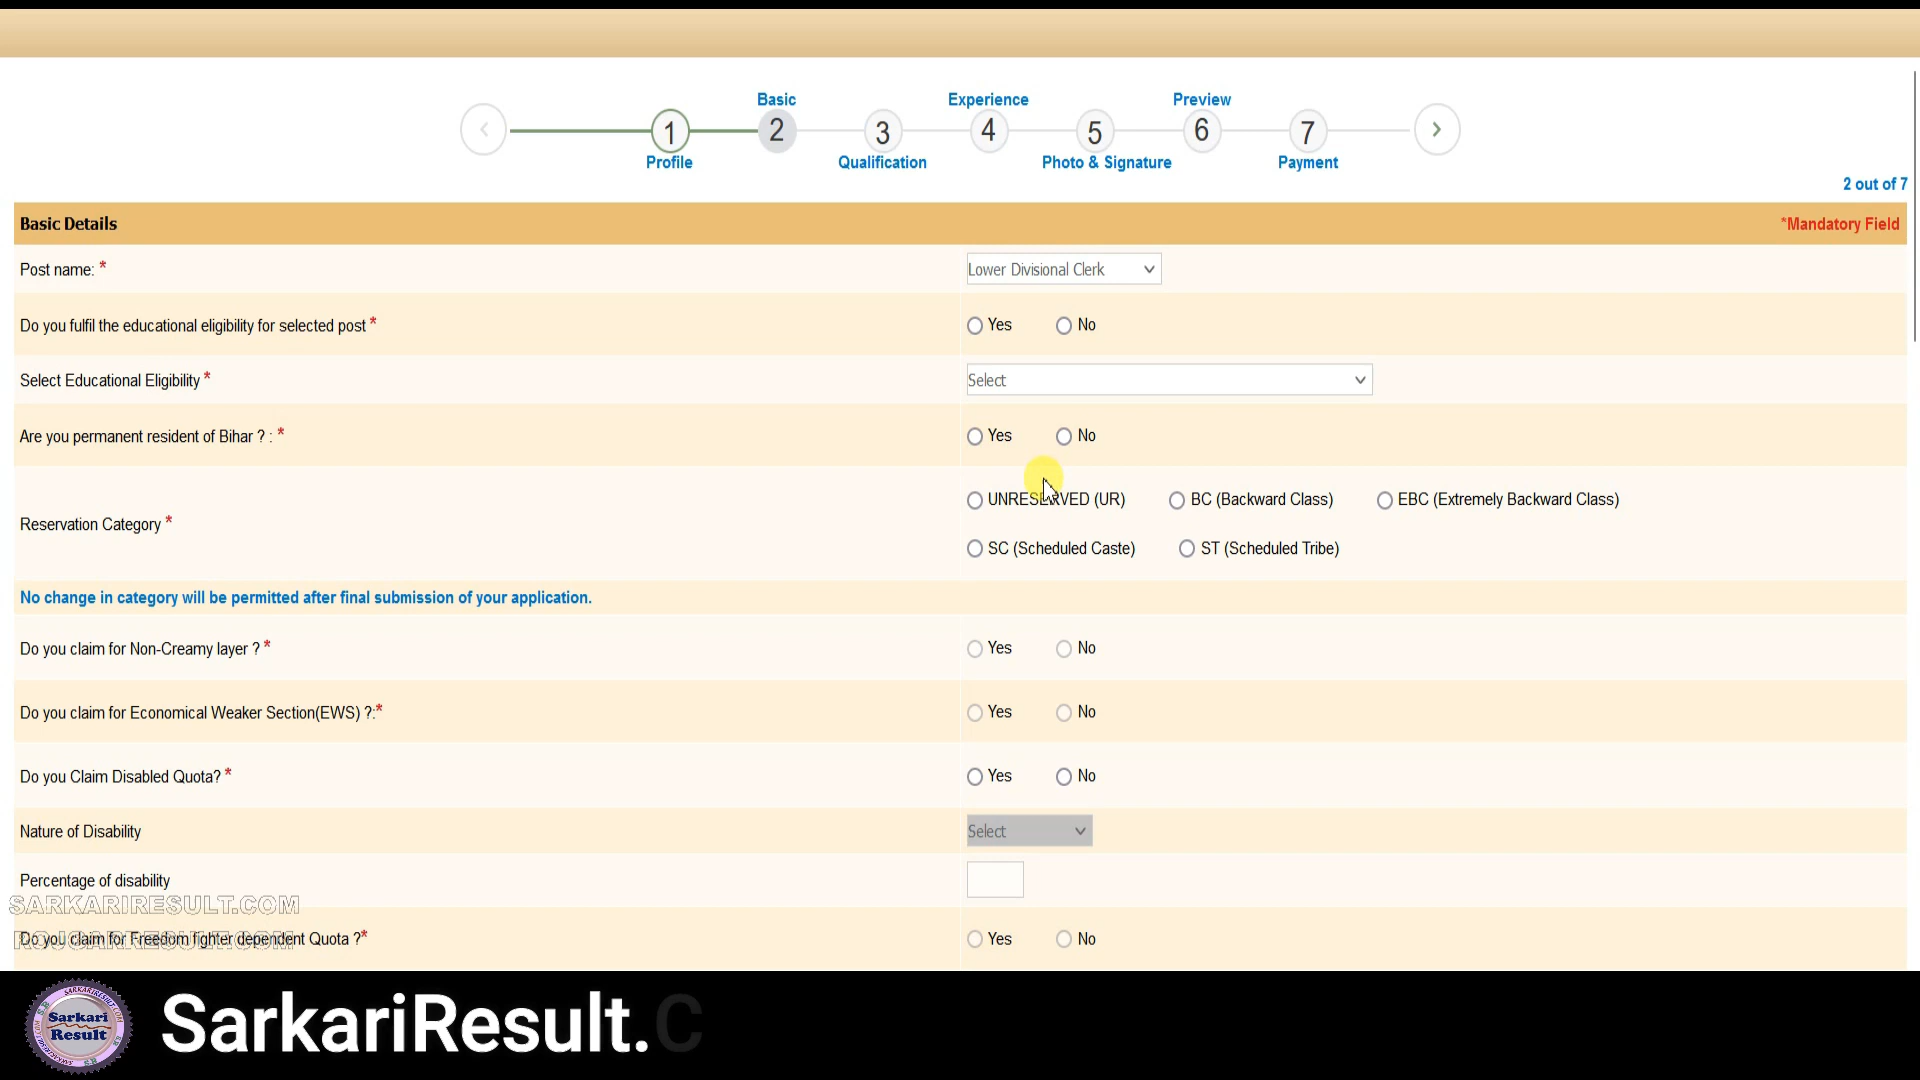 Basic
Experience
Preview
1
2
3
4
5
6
7
Profile
Qualification
Photo & Signature
Payment
2 out of 7
Basic Details
*Mandatory Field
Post name: *
Lower Divisional Clerk
Do you fulfil the educational eligibility for selected post *
Yes
No
Select Educational Eligibility *
Select
Are you permanent resident of Bihar ? : *
Yes
No
Reservation Category *
UNRESERVED (UR)
BC (Backward Class)
EBC (Extremely Backward Class)
SC (Scheduled Caste)
ST (Scheduled Tribe)
No change in category will be permitted after final submission of your application.
Do you claim for Non-Creamy layer ? *
Yes
No
Do you claim for Economical Weaker Section(EWS) ?:*
Yes
No
Do you Claim Disabled Quota? *
Yes
No
Nature of Disability
Select
Percentage of disability
SARKARIRESULT.COM
Do you claim for Freedom fighter dependent Quota ?*
ROJGARRESULT.COM
Yes
No
Sarkari
Result
SarkariResult.C